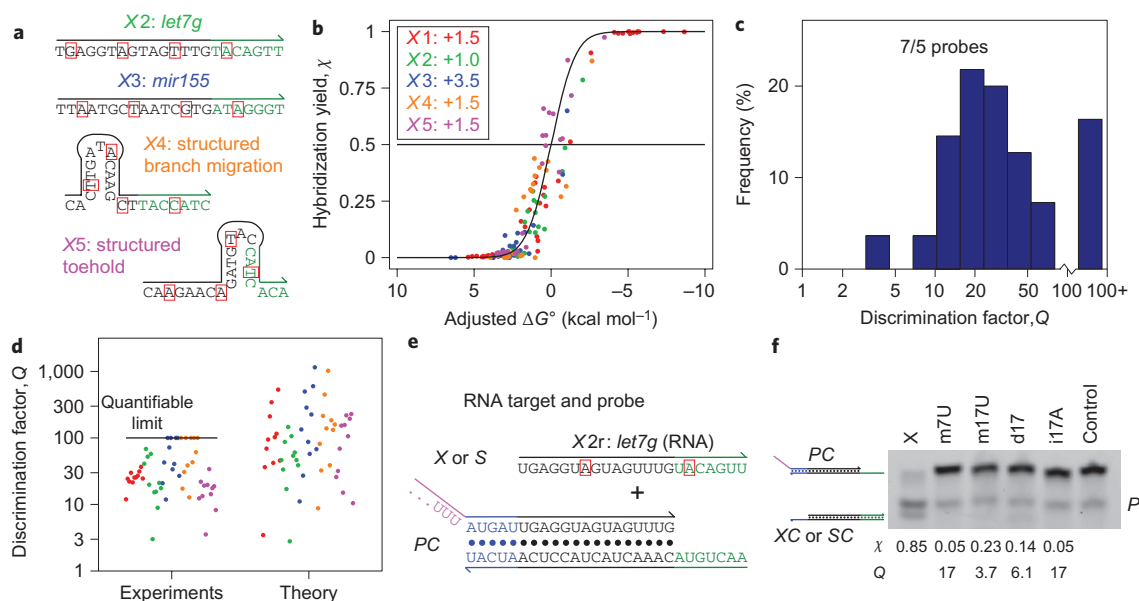 a
X2: let7g
TGAGGTAGTAGTTTGTACAGTT
X3: mir155
TTAATGCTAATCGTGATAGGGT
X4: structured
branch migration
CA
CTTGA
T
A
CAAG
CTTACCATC
X5: structured
toehold
CAAGAACA
GATGT
A
C
CATC
ACA
b
Hybridization yield, χ
1
0.75
0.5
0.25
0
X1: +1.5
X2: +1.0
X3: +3.5
X4: +1.5
X5: +1.5
10
5
0
−5
−10
Adjusted ΔG° (kcal mol⁻¹)
c
7/5 probes
Frequency (%)
20
10
0
1
2
5
10
20
50
100
100+
Discrimination factor, Q
d
Discrimination factor, Q
1,000
300
100
30
10
3
1
Quantifiable
limit
Experiments
Theory
e
RNA target and probe
X2r: let7g (RNA)
X or S
UGAGGUAGUAGUUUGUACAGUU
+
...UUU
AUGAUUGAGGUAGUAGUUUG
PC
UACUAACUCCAUCAUCAAACAUGUCAA
f
X
m7U
m17U
d17
i17A
Control
PC
P
XC or SC
χ 0.85 0.05 0.23 0.14 0.05
Q 17 3.7 6.1 17